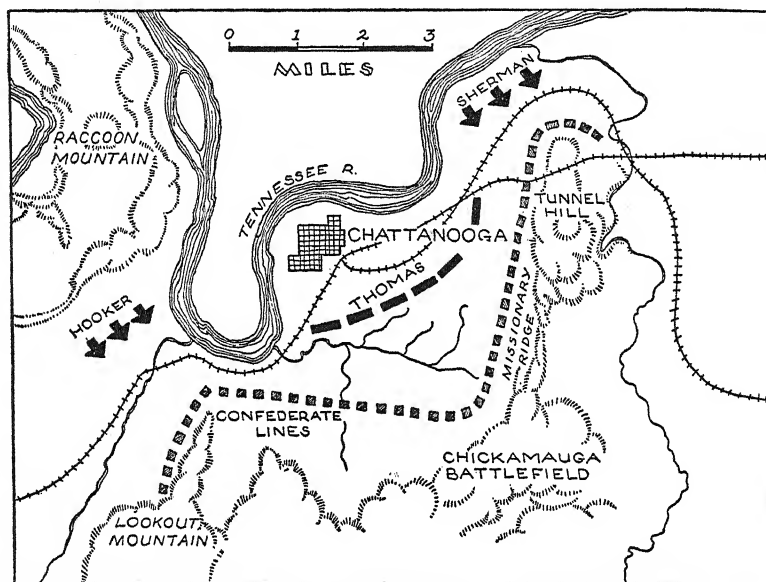 0 1 2 3
MILES
SHERMAN
RACCOON
MOUNTAIN
TENNESSEE R.
TUNNEL
HILL
CHATTANOOGA
THOMAS
HOOKER
MISSIONARY
RIDGE
CONFEDERATE
LINES
CHICKAMAUGA
BATTLEFIELD
LOOKOUT
MOUNTAIN